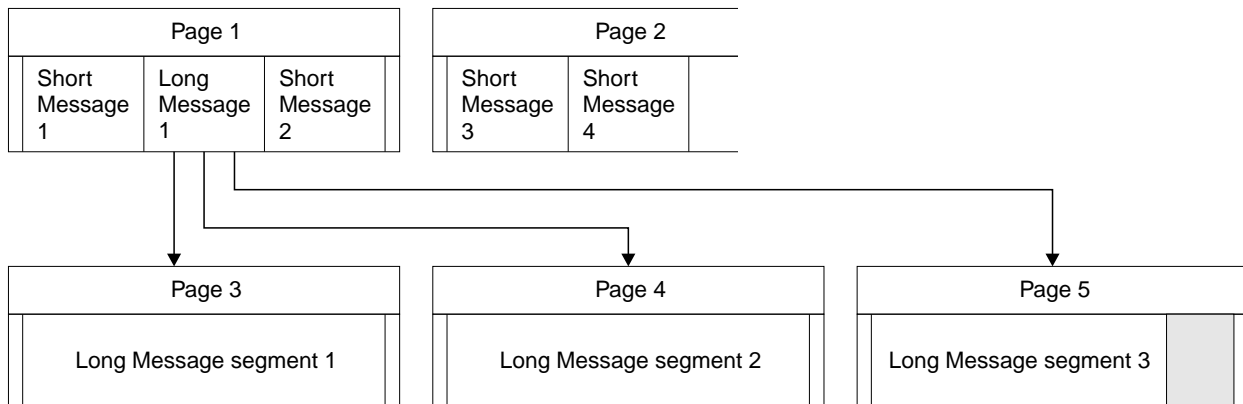 Page 1
Page 2
Short
Message
1
Long
Message
1
Short
Message
2
Short
Message
3
Short
Message
4
Page 3
Page 4
Page 5
Long Message segment 1
Long Message segment 2
Long Message segment 3